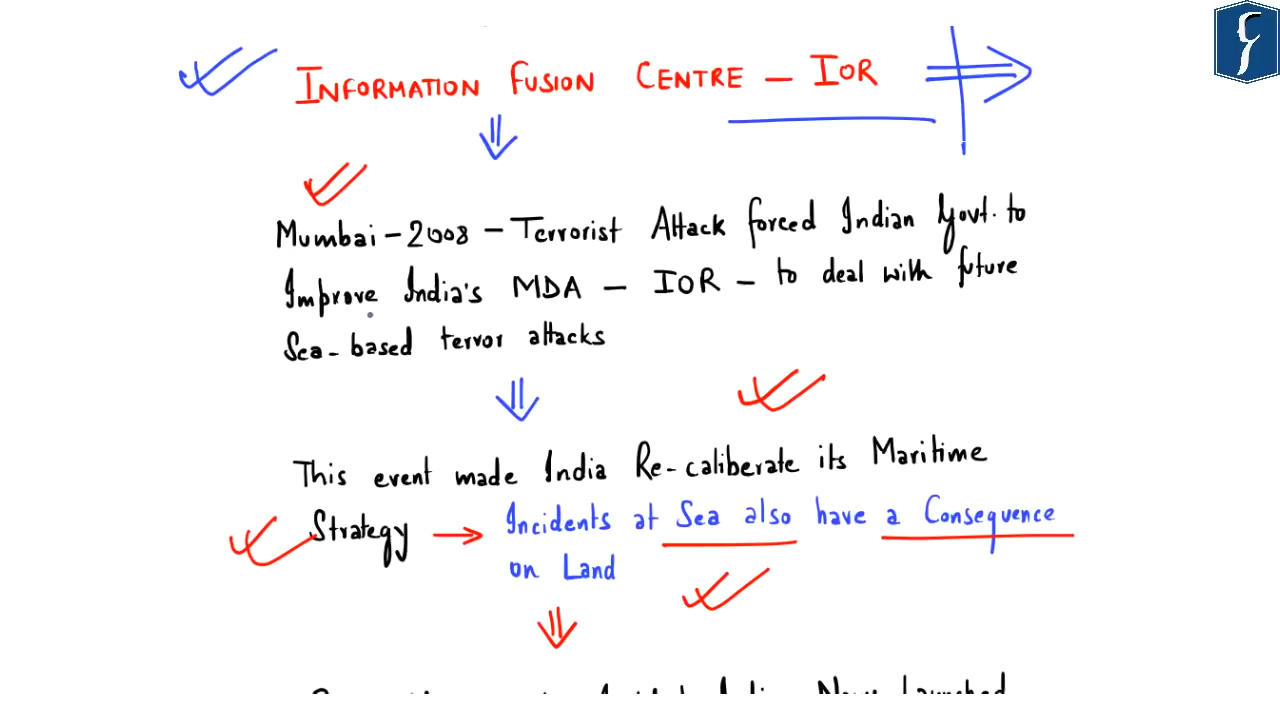 INFORMATION FUSION CENTRE – IOR
Mumbai – 2008 – Terrorist Attack forced Indian Govt. to
Improve India's MDA – IOR – to deal with future
Sea-based terror attacks
This event made India Re-caliberate its Maritime
Strategy → Incidents at Sea also have a Consequence
on Land
Navy Launched